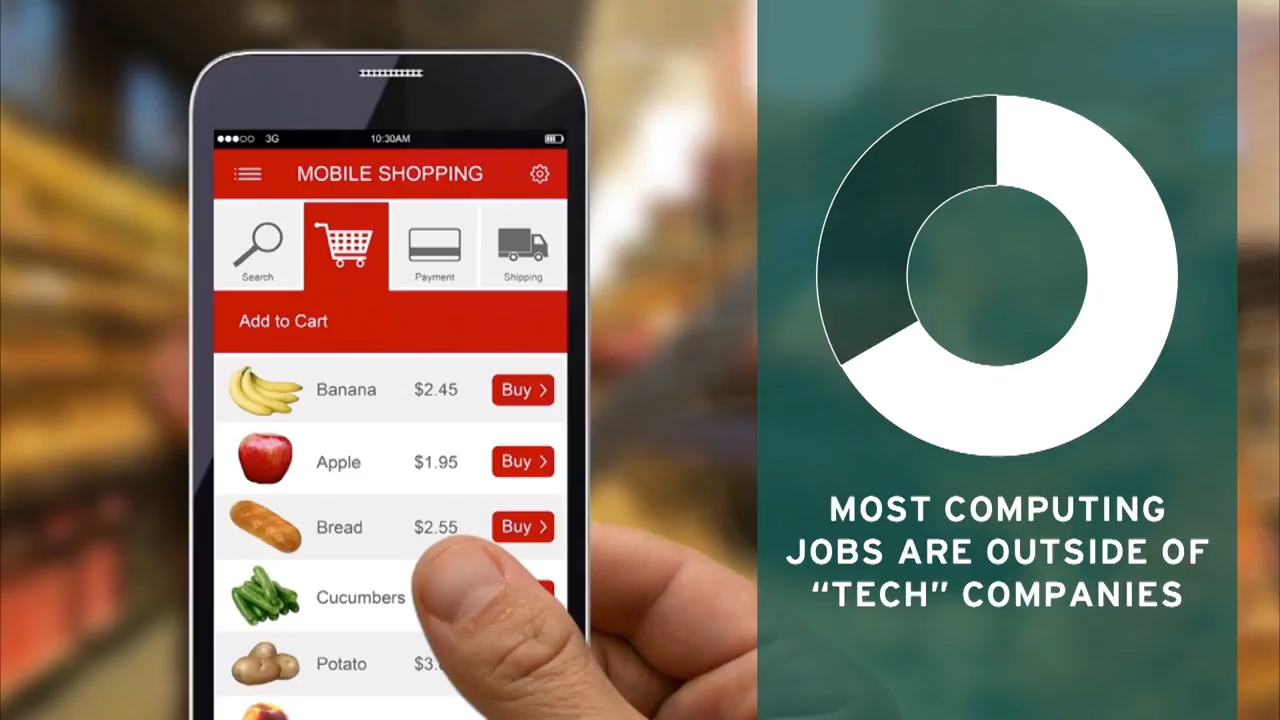 3G 10:30AM
MOBILE SHOPPING
Search Payment Shipping
Add to Cart
Banana $2.45 Buy
Apple $1.95 Buy
Bread $2.55 Buy
Cucumbers
Potato
MOST COMPUTING
JOBS ARE OUTSIDE OF
“TECH” COMPANIES